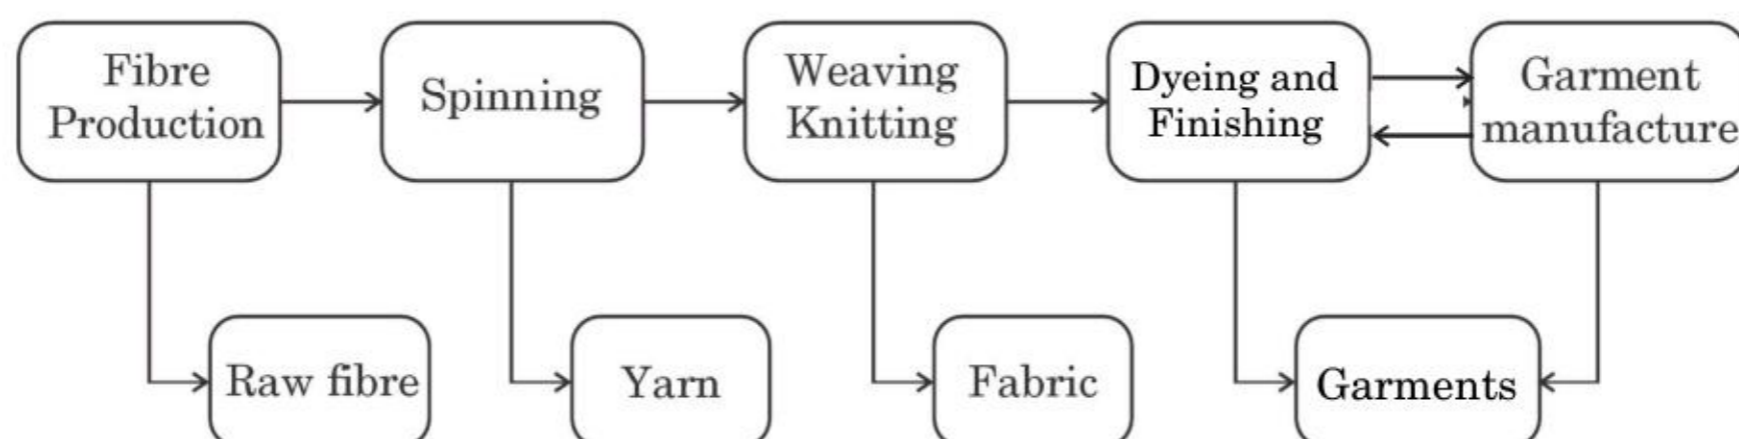 Fibre
Production
Spinning
Weaving
Knitting
Dyeing and
Finishing
Garment
manufacture
Raw fibre
Yarn
Fabric
Garments